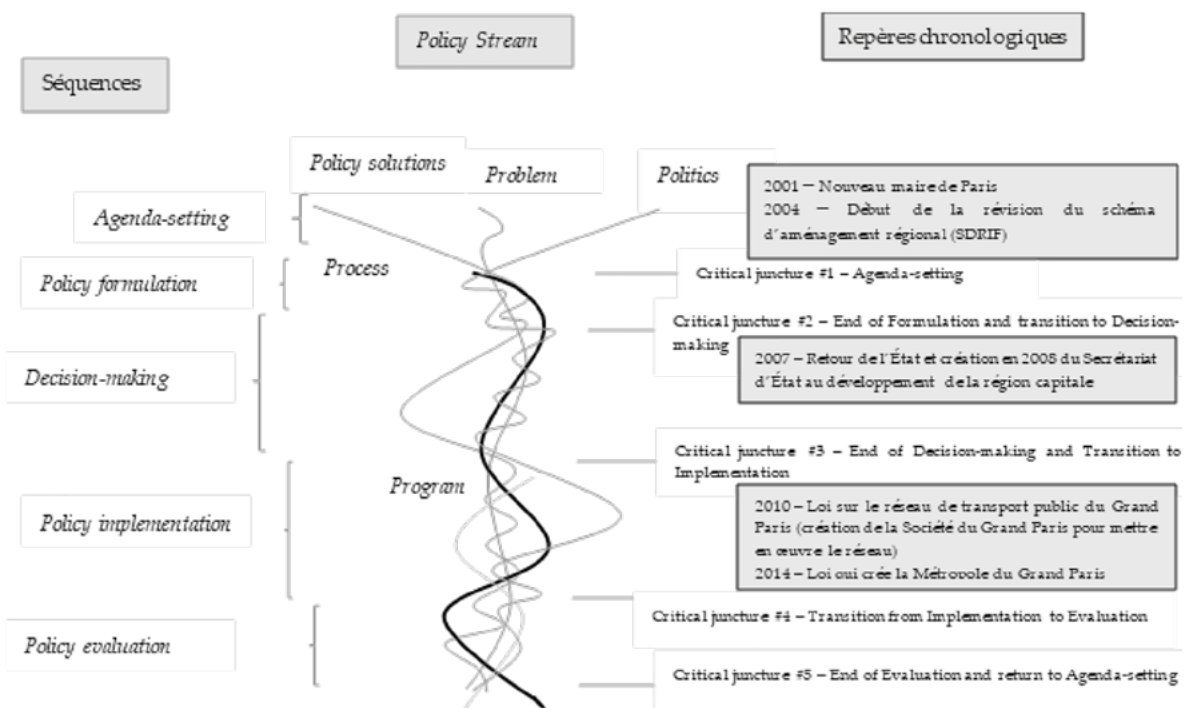 Policy Stream
Repères chronologiques
Séquences
Policy solutions
Problem
Politics
2001 – Nouveau maire de Paris
2004 – Début de la révision du schéma
d'aménagement régional (SDRIF)
Agenda-setting
Process
Critical juncture #1 – Agenda-setting
Policy formulation
Critical juncture #2 – End of Formulation and transition to Decision-
making
2007 – Retour de l'État et création en 2008 du Secrétariat
d'État au développement de la région capitale
Decision-making
Critical juncture #3 – End of Decision-making and Transition to
Implementation
Program
2010 – Loi sur le réseau de transport public du Grand
Paris (création de la Société du Grand Paris pour mettre
en œuvre le réseau)
2014 – Loi qui crée la Métropole du Grand Paris
Policy implementation
Critical juncture #4 – Transition from Implementation to Evaluation
Policy evaluation
Critical juncture #5 – End of Evaluation and return to Agenda-setting